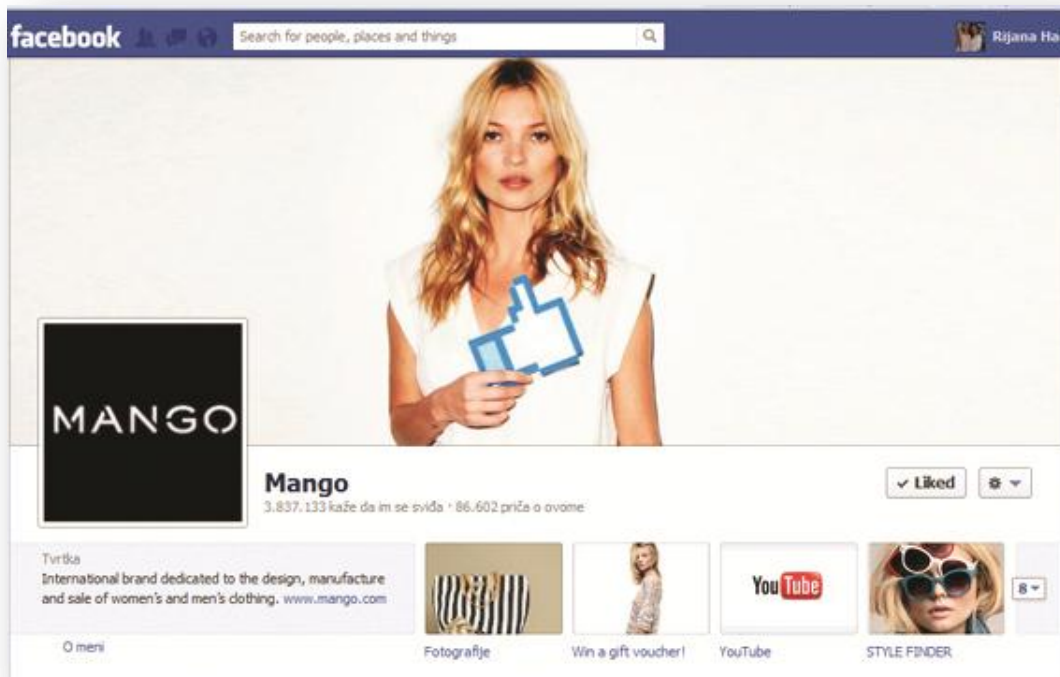 facebook
Search for people, places and things
Rijana Ha
MANGO
Mango
3.837.133 kaže da im se sviđa · 86.602 priča o ovome
Liked
Tvrtka
International brand dedicated to the design, manufacture
and sale of women's and men's clothing. www.mango.com
O meni
You Tube
8
Fotografije
Win a gift voucher!
YouTube
STYLE FINDER